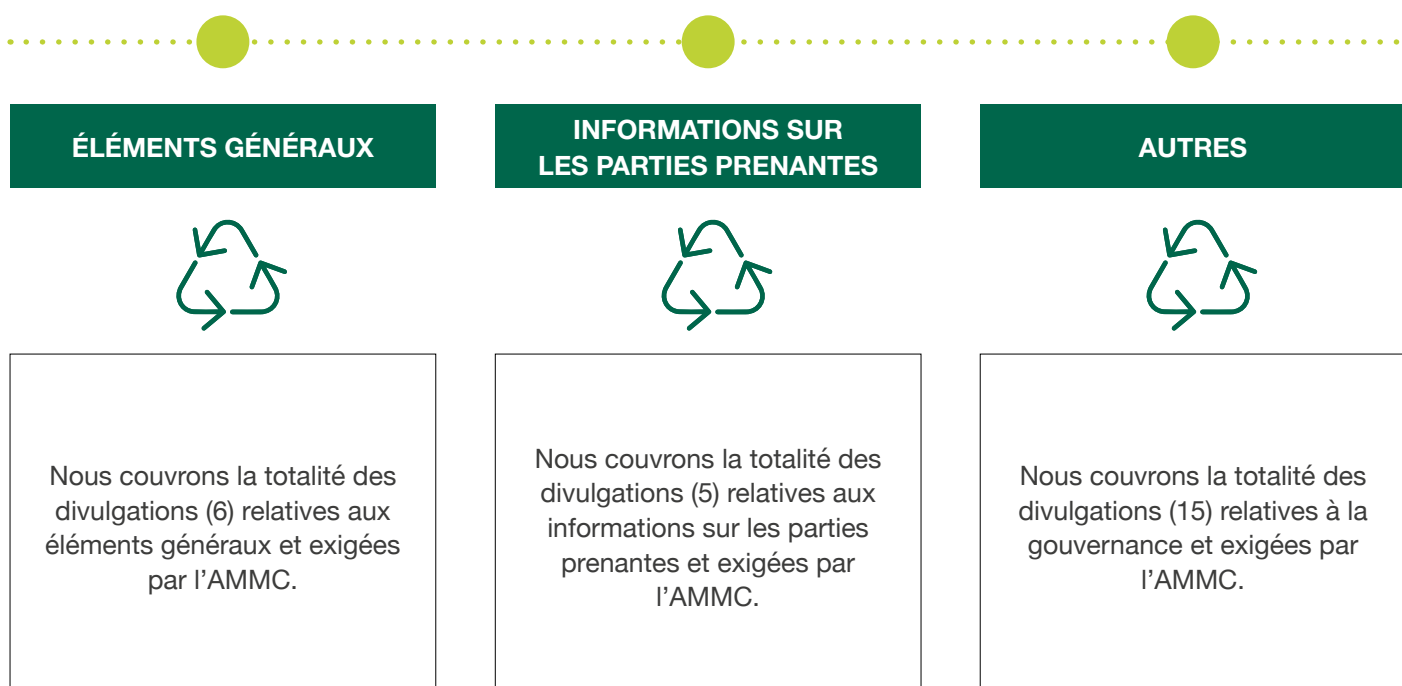 ÉLÉMENTS GÉNÉRAUX
Nous couvrons la totalité des
divulgations (6) relatives aux
éléments généraux et exigées
par l’AMMC.
INFORMATIONS SUR
LES PARTIES PRENANTES
Nous couvrons la totalité des
divulgations (5) relatives aux
informations sur les parties
prenantes et exigées par
l’AMMC.
AUTRES
Nous couvrons la totalité des
divulgations (15) relatives à la
gouvernance et exigées par
l’AMMC.